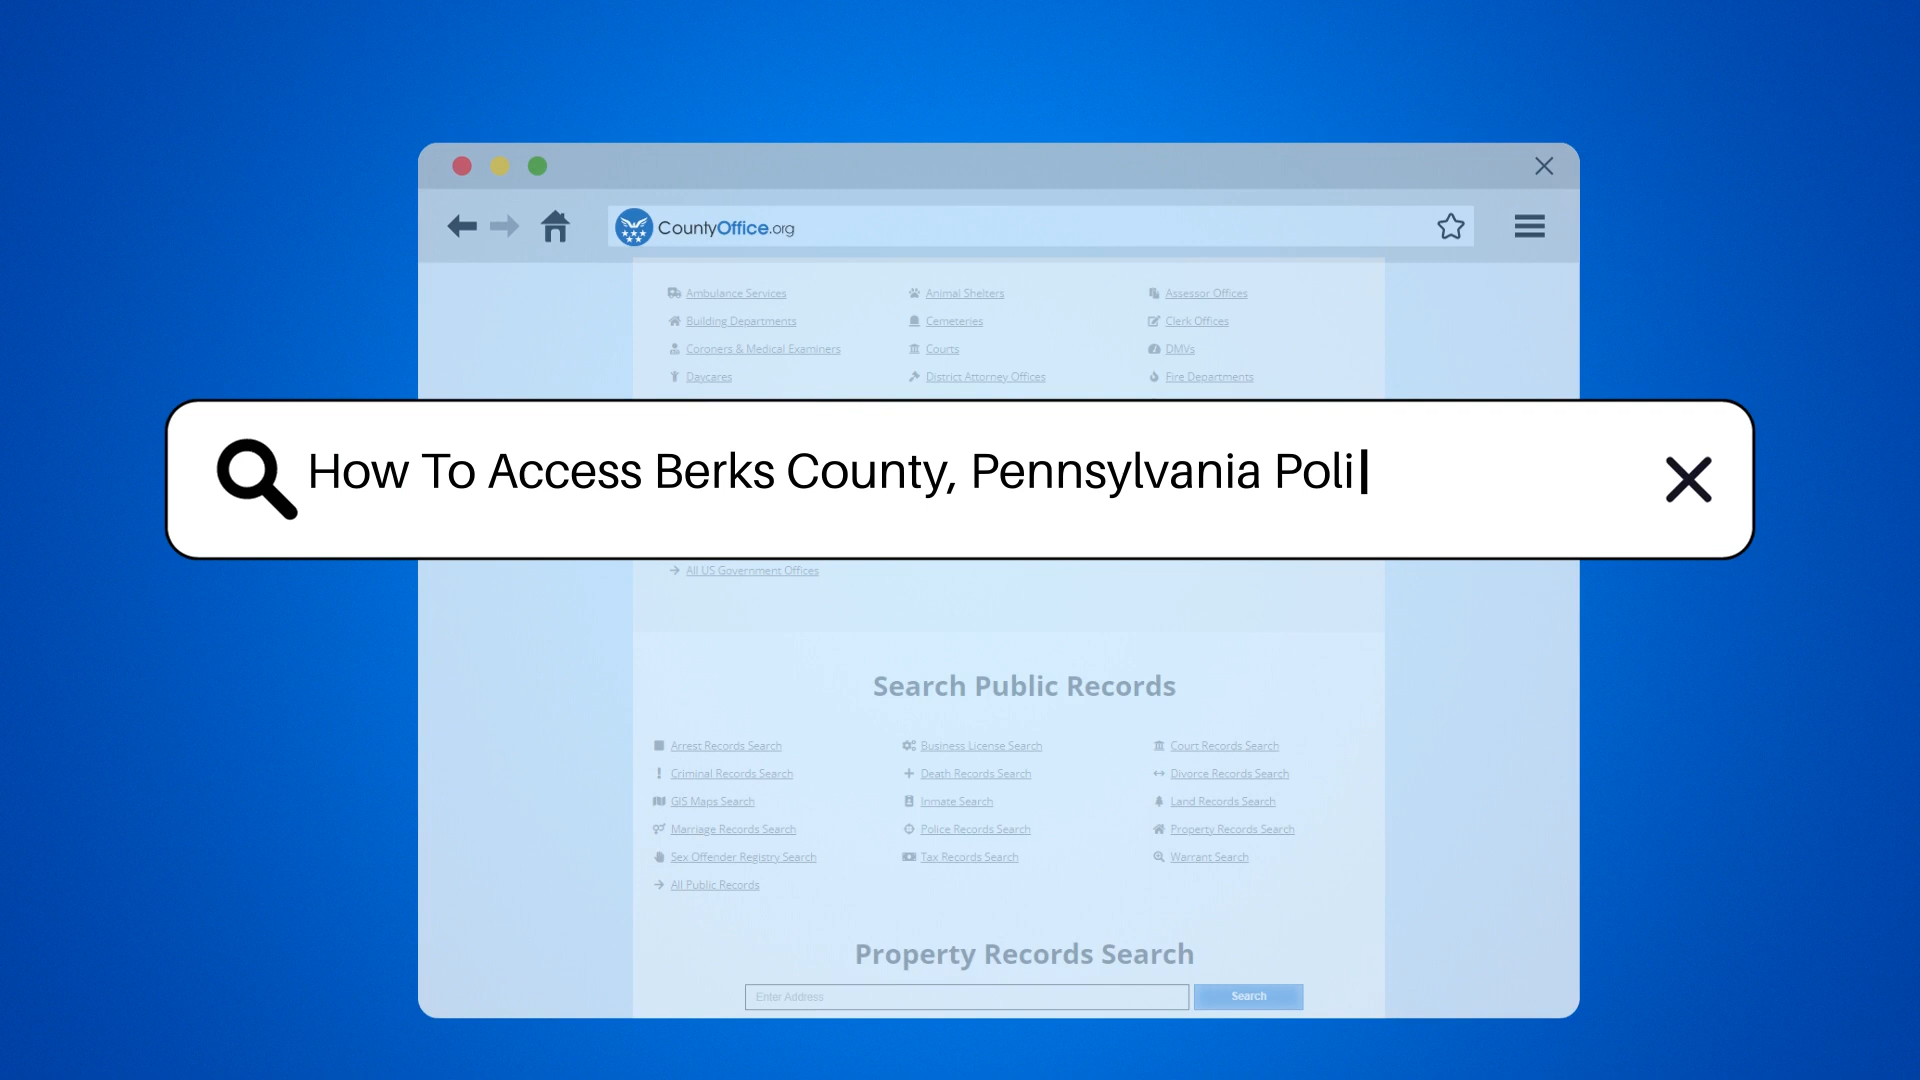 CountyOffice.org
Ambulance Services Animal Shelters Assessor Offices
Building Departments Cemeteries Clerk Offices
Coroners & Medical Examiners Courts DMVs
Daycares District Attorney Offices Fire Departments
How To Access Berks County, Pennsylvania Poli
All US Government Offices
Search Public Records
Arrest Records Search Business License Search Court Records Search
Criminal Records Search Death Records Search Divorce Records Search
GIS Maps Search Inmate Search Land Records Search
Marriage Records Search Police Records Search Property Records Search
Sex Offender Registry Search Tax Records Search Warrant Search
All Public Records
Property Records Search
Enter Address Search